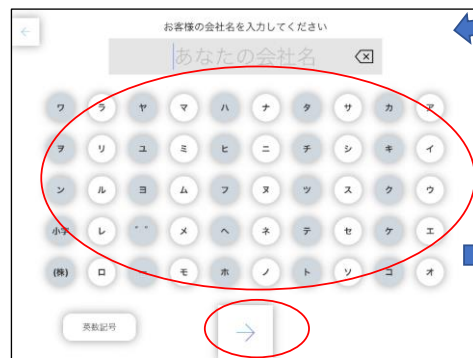 お客様の会社名を入力してください
あなたの会社名
ワ ラ ヤ マ ハ ナ タ サ カ ア
ヲ リ ユ ミ ヒ ニ チ シ キ イ
ン ル ヨ ム フ ヌ ツ ス ク ウ
小字 レ ゛゜ メ ヘ ネ テ セ ケ エ
(株) ロ ー モ ホ ノ ト ソ コ オ
英数記号